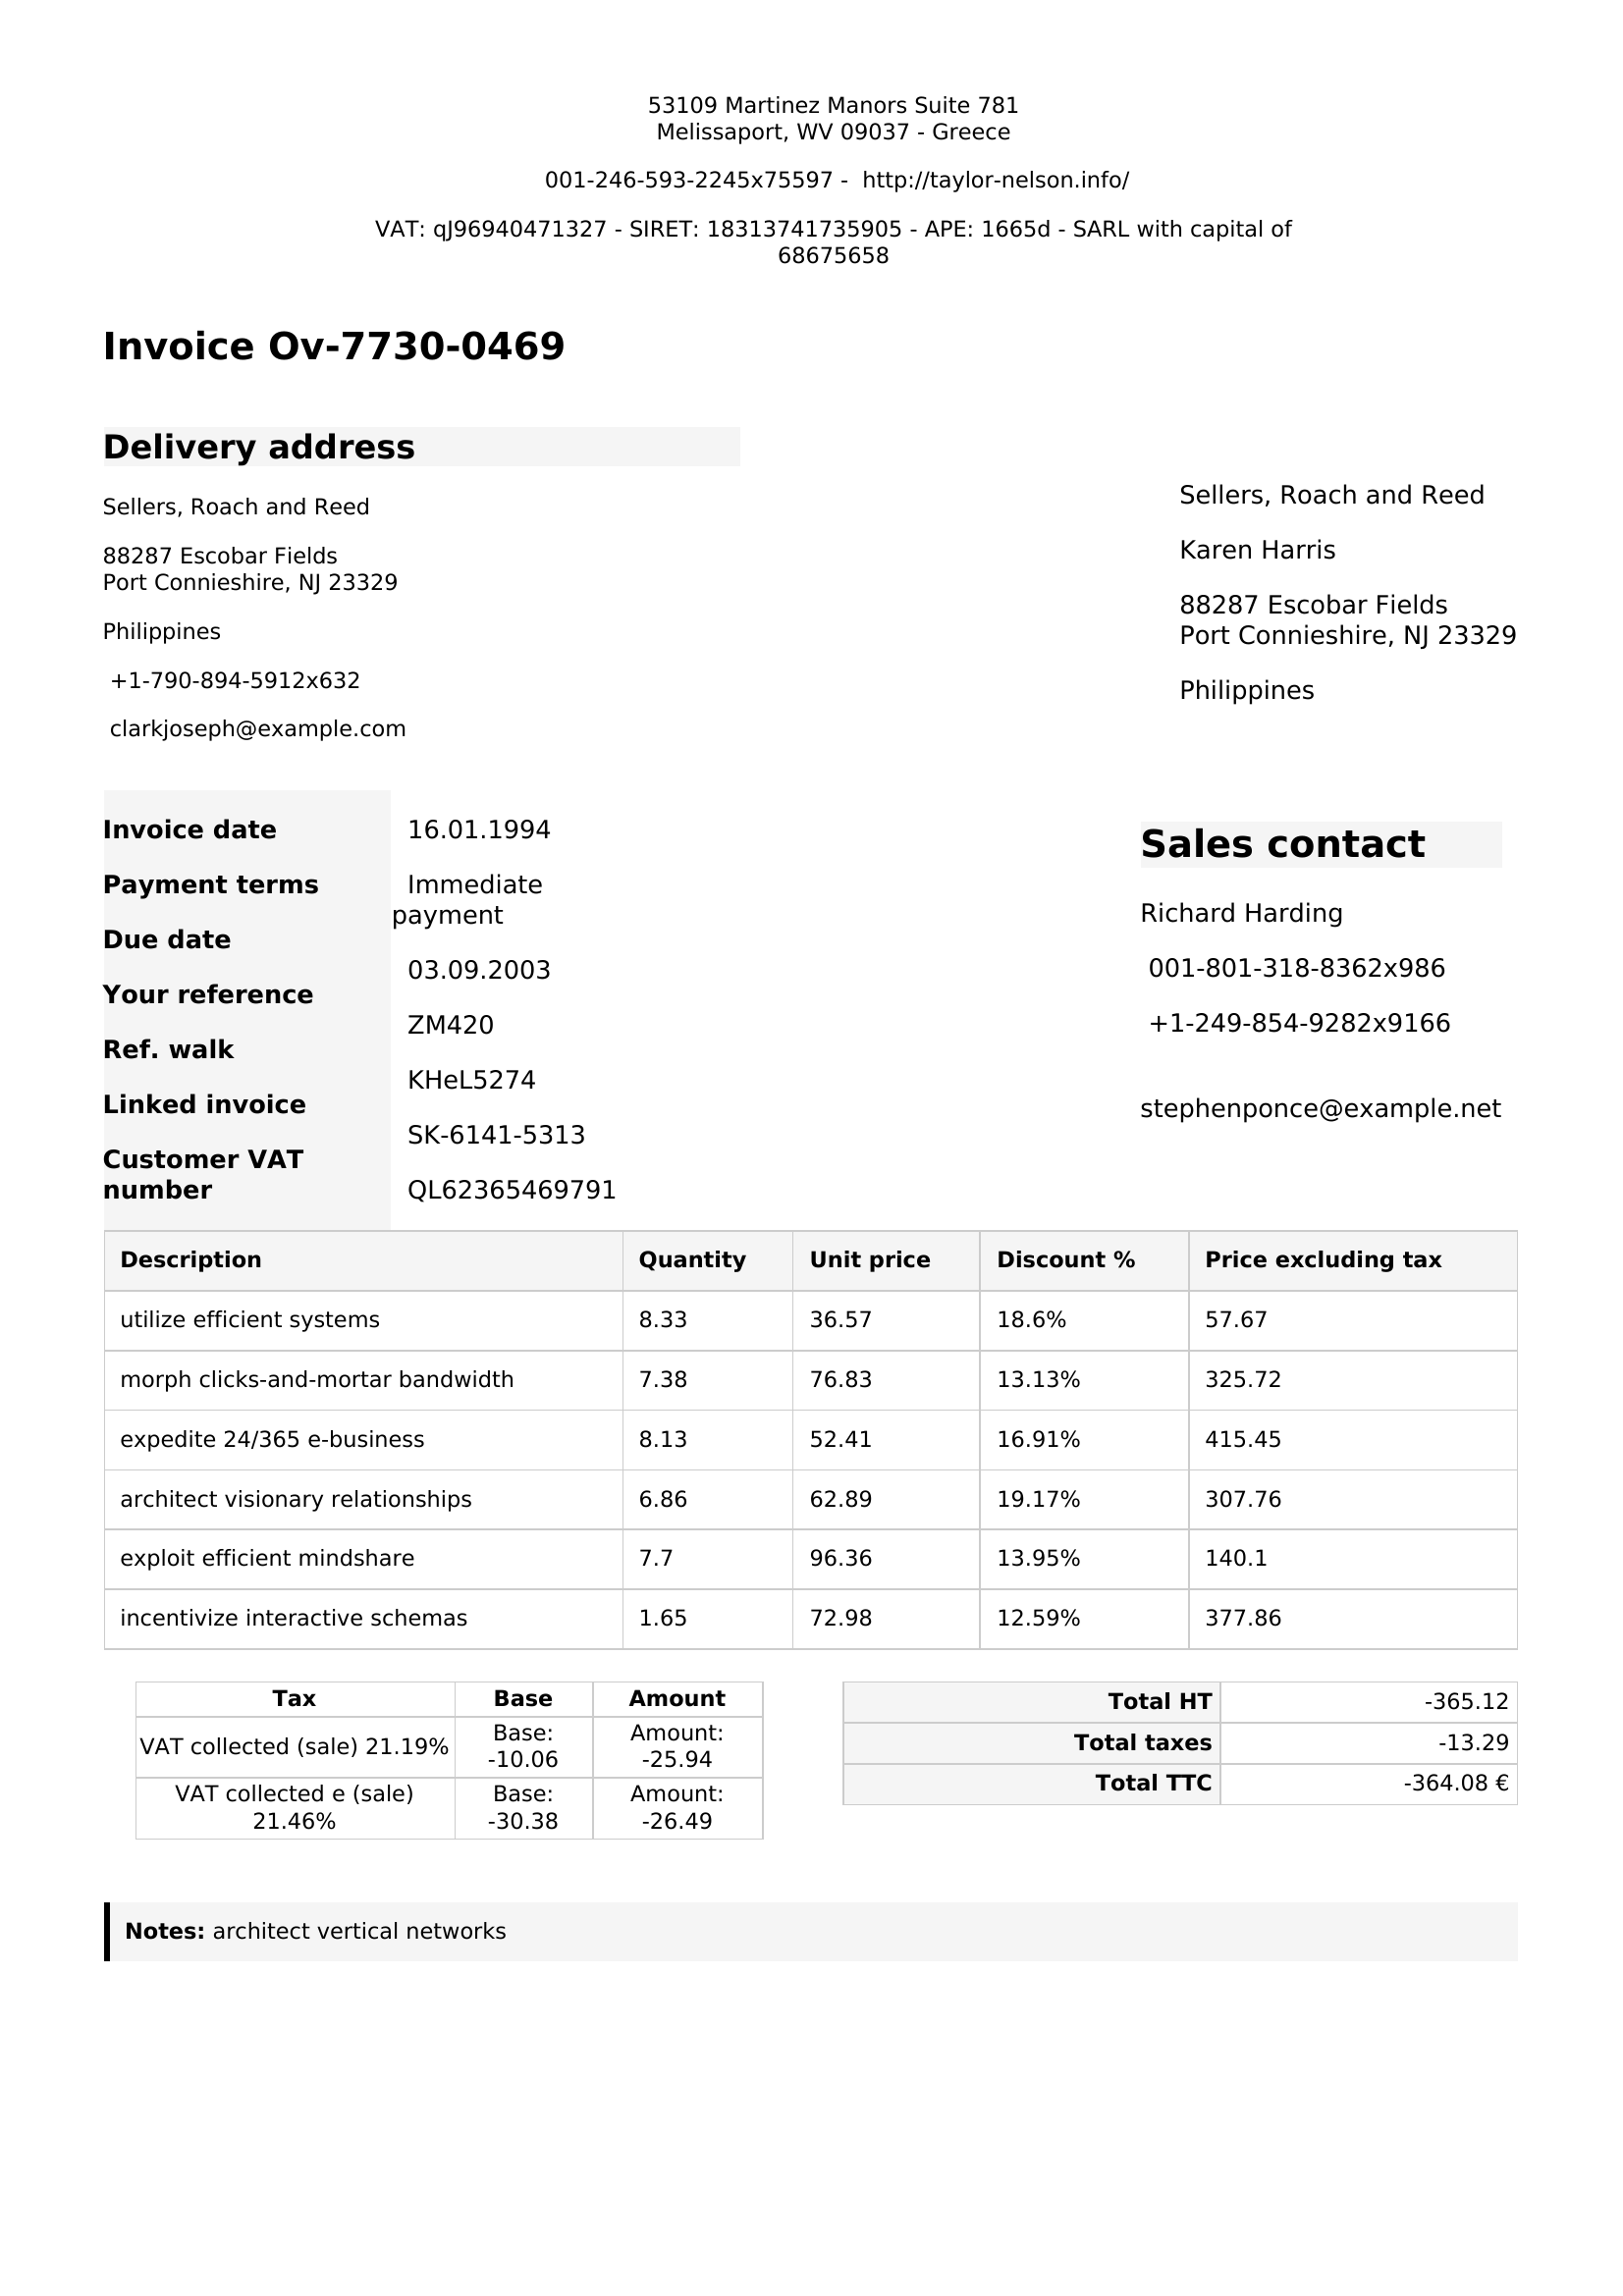 53109 Martinez Manors Suite 781
Melissaport, WV 09037 - Greece
001-246-593-2245x75597 - http://taylor-nelson.info/
VAT: qJ96940471327 - SIRET: 18313741735905 - APE: 1665d - SARL with capital of
68675658
Invoice Ov-7730-0469
Delivery address
Sellers, Roach and Reed
88287 Escobar Fields
Port Connieshire, NJ 23329
Philippines
+1-790-894-5912x632
clarkjoseph@example.com
Sellers, Roach and Reed
Karen Harris
88287 Escobar Fields
Port Connieshire, NJ 23329
Philippines
Invoice date
Payment terms
Due date
Your reference
Ref. walk
Linked invoice
Customer VAT
number
16.01.1994
Immediate
payment
03.09.2003
ZM420
KHeL5274
SK-6141-5313
QL62365469791
Sales contact
Richard Harding
001-801-318-8362x986
+1-249-854-9282x9166
stephenponce@example.net
Description Quantity Unit price Discount % Price excluding tax
utilize efficient systems 8.33 36.57 18.6% 57.67
morph clicks-and-mortar bandwidth 7.38 76.83 13.13% 325.72
expedite 24/365 e-business 8.13 52.41 16.91% 415.45
architect visionary relationships 6.86 62.89 19.17% 307.76
exploit efficient mindshare 7.7 96.36 13.95% 140.1
incentivize interactive schemas 1.65 72.98 12.59% 377.86
Tax Base Amount
VAT collected (sale) 21.19% Base: -10.06 Amount: -25.94
VAT collected e (sale) 21.46% Base: -30.38 Amount: -26.49
Total HT -365.12
Total taxes -13.29
Total TTC -364.08 €
Notes: architect vertical networks